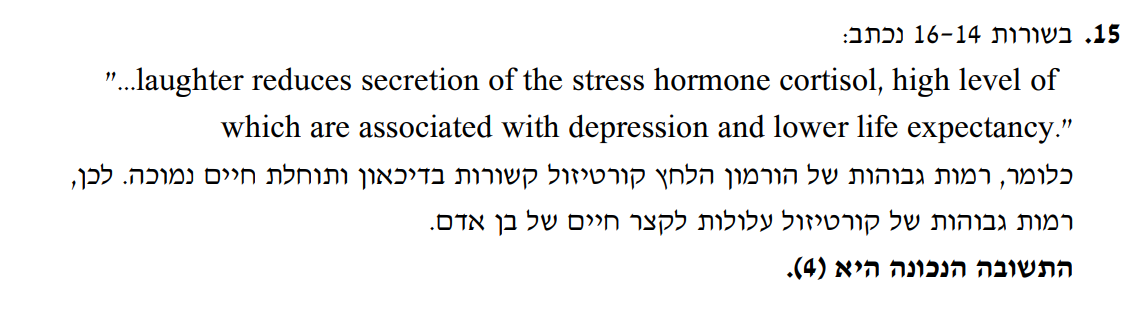 15. בשורות 16-14 נכתב:
"...laughter reduces secretion of the stress hormone cortisol, high level of
which are associated with depression and lower life expectancy."
כלומר, רמות גבוהות של הורמון הלחץ קורטיזול קשורות בדיכאון ותוחלת חיים נמוכה. לכן,
רמות גבוהות של קורטיזול עלולות לקצר חיים של בן אדם.
התשובה הנכונה היא (4).